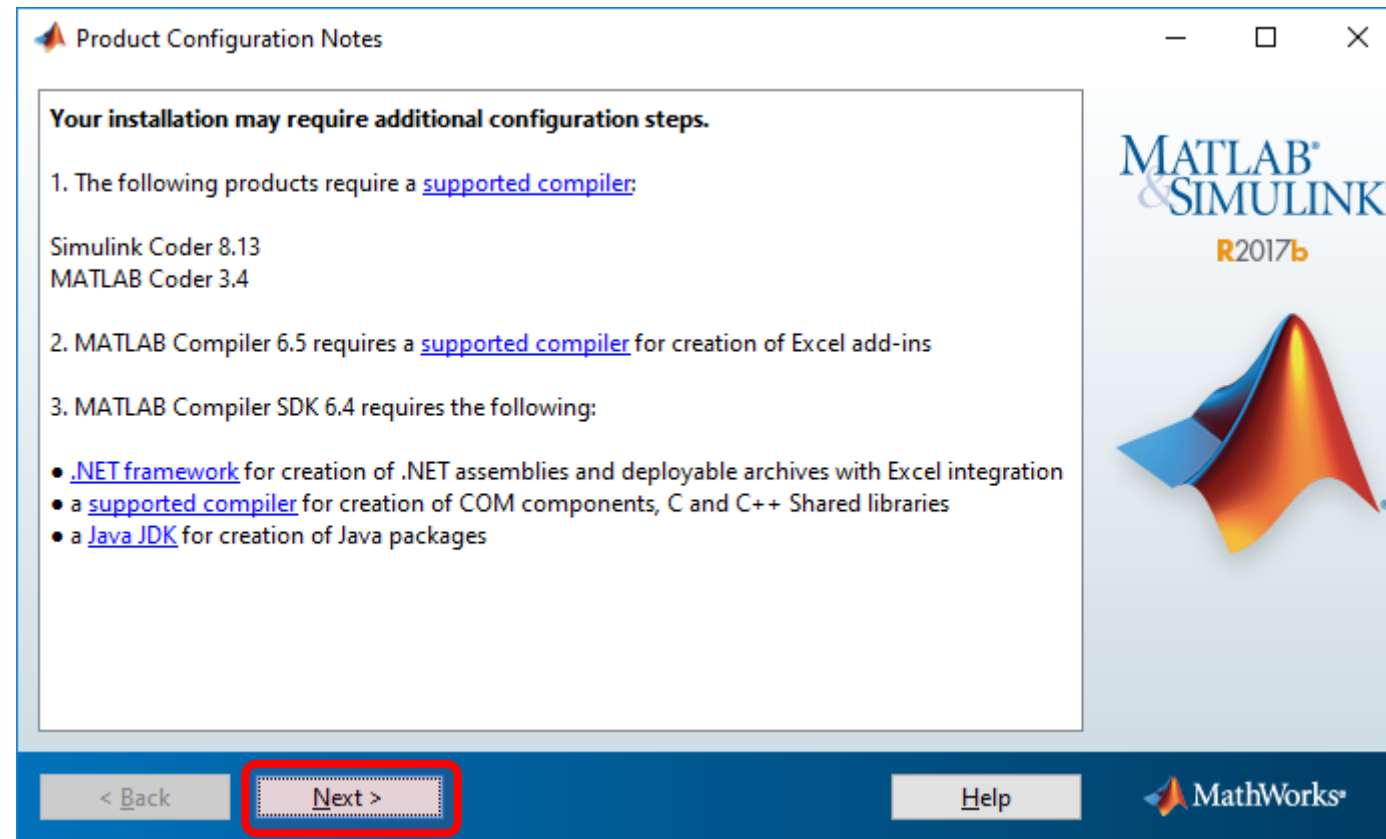 Product Configuration Notes
Your installation may require additional configuration steps.
1. The following products require a supported compiler:
Simulink Coder 8.13
MATLAB Coder 3.4
2. MATLAB Compiler 6.5 requires a supported compiler for creation of Excel add-ins
3. MATLAB Compiler SDK 6.4 requires the following:
● .NET framework for creation of .NET assemblies and deployable archives with Excel integration
● a supported compiler for creation of COM components, C and C++ Shared libraries
● a Java JDK for creation of Java packages
MATLAB®
&SIMULINK
R2017b
< Back
Next >
Help
MathWorks®